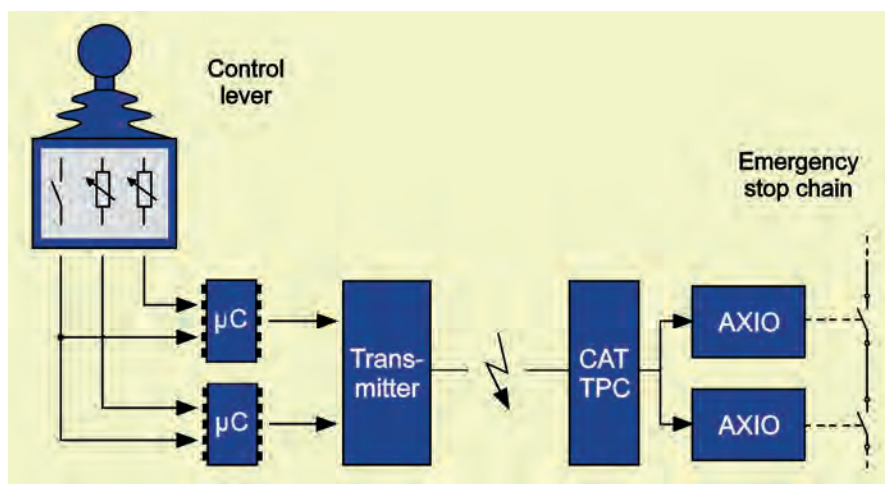 Control
lever
Emergency
stop chain
µC
Trans-
mitter
CAT
TPC
AXIO
µC
AXIO